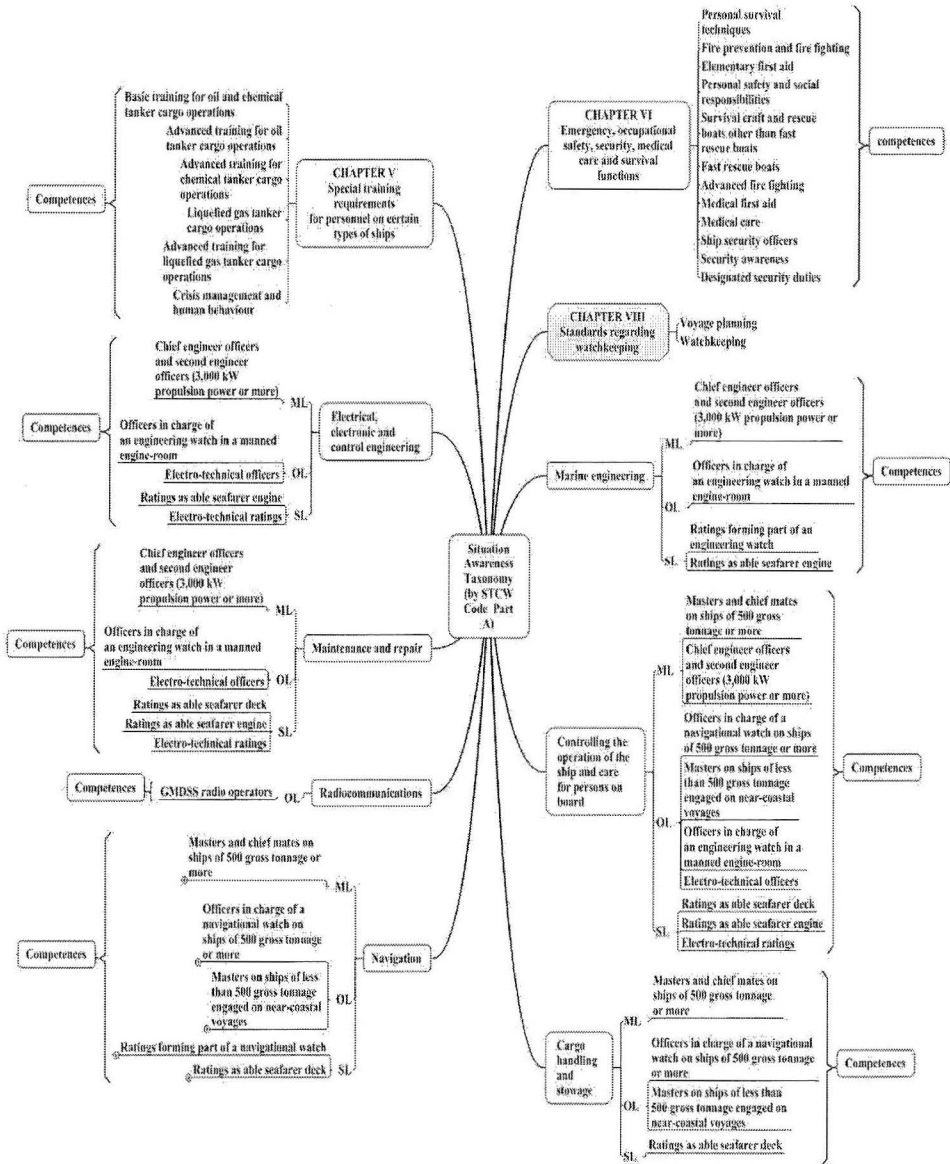 Situation
Awareness
Taxonomy
(by STCW
Code Part
A)
CHAPTER V
Special training
requirements
for personnel on certain
types of ships
Basic training for oil and chemical
tanker cargo operations
Advanced training for oil
tanker cargo operations
Advanced training for
chemical tanker cargo
operations
Liquefied gas tanker
cargo operations
Advanced training for
liquefied gas tanker cargo
operations
Crisis management and
human behaviour
Competences
Electrical,
electronic and
control engineering
ML
Chief engineer officers
and second engineer
officers (3,000 kW
propulsion power or more)
OL
Officers in charge of
an engineering watch in a manned
engine-room
Electro-technical officers
SL
Ratings as able seafarer engine
Electro-technical ratings
Competences
Maintenance and repair
ML
Chief engineer officers
and second engineer
officers (3,000 kW
propulsion power or more)
OL
Officers in charge of
an engineering watch in a manned
engine-room
Electro-technical officers
SL
Ratings as able seafarer deck
Ratings as able seafarer engine
Electro-technical ratings
Competences
Radiocommunications
OL
GMDSS radio operators
Competences
Navigation
ML
Masters and chief mates on
ships of 500 gross tonnage or
more
OL
Officers in charge of a
navigational watch on
ships of 500 gross tonnage
or more
Masters on ships of less
than 500 gross tonnage
engaged on near-coastal
voyages
SL
Ratings forming part of a navigational watch
Ratings as able seafarer deck
Competences
CHAPTER VI
Emergency, occupational
safety, security, medical
care and survival
functions
Personal survival
techniques
Fire prevention and fire fighting
Elementary first aid
Personal safety and social
responsibilities
Survival craft and rescue
boats other than fast
rescue boats
Fast rescue boats
Advanced fire fighting
Medical first aid
Medical care
Ship security officers
Security awareness
Designated security duties
competences
CHAPTER VIII
Standards regarding
watchkeeping
Voyage planning
Watchkeeping
Marine engineering
ML
Chief engineer officers
and second engineer officers
(3,000 kW propulsion power or
more)
OL
Officers in charge of
an engineering watch in a manned
engine-room
SL
Ratings forming part of an
engineering watch
Ratings as able seafarer engine
Competences
Controlling the
operation of the
ship and care
for persons on
board
ML
Masters and chief mates
on ships of 500 gross
tonnage or more
Chief engineer officers
and second engineer
officers (3,000 kW
propulsion power or more)
OL
Officers in charge of a
navigational watch on ships
of 500 gross tonnage or more
Masters on ships of less
than 500 gross tonnage
engaged on near-coastal
voyages
Officers in charge of
an engineering watch in a
manned engine-room
Electro-technical officers
SL
Ratings as able seafarer deck
Ratings as able seafarer engine
Electro-technical ratings
Competences
Cargo
handling
and
stowage
ML
Masters and chief mates on
ships of 500 gross tonnage
or more
OL
Officers in charge of a navigational
watch on ships of 500 gross tonnage
or more
Masters on ships of less than
500 gross tonnage engaged on
near-coastal voyages
SL
Ratings as able seafarer deck
Competences